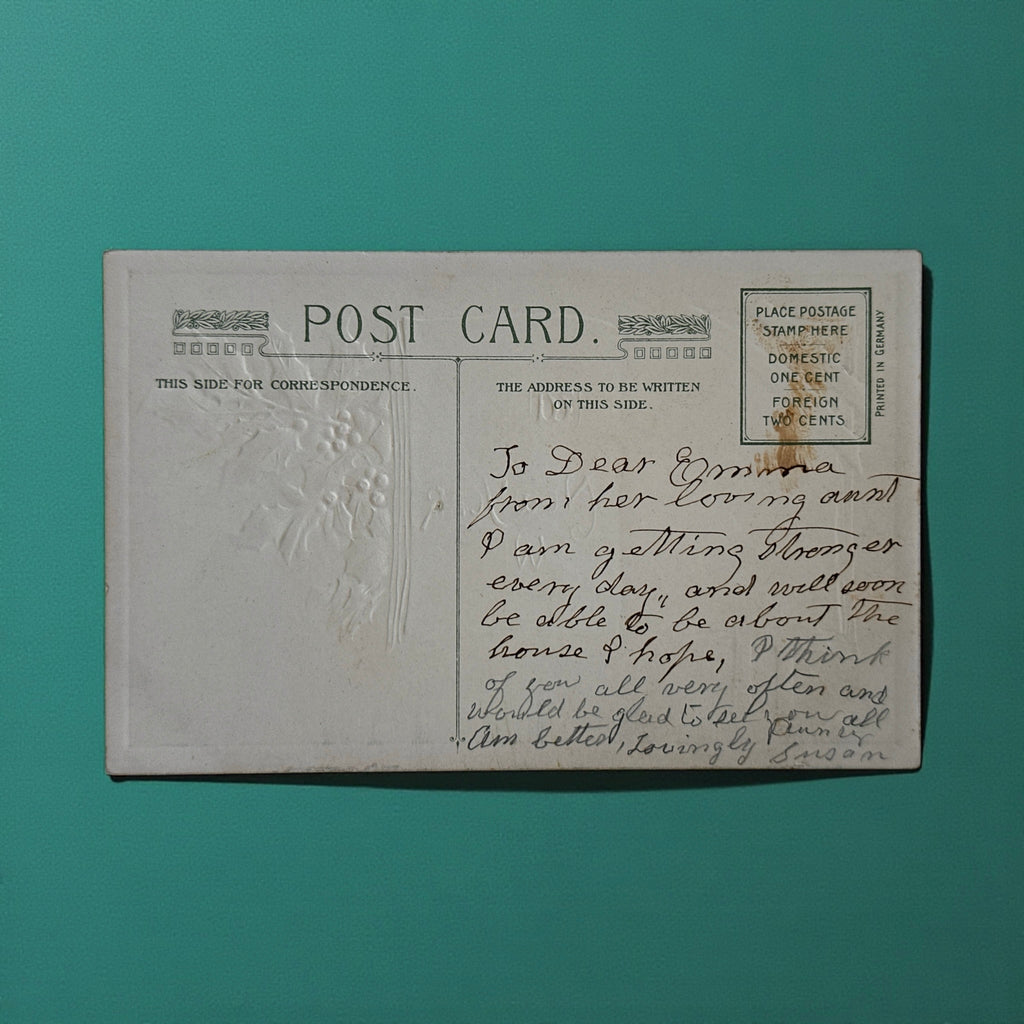 POST CARD.
THIS SIDE FOR CORRESPONDENCE.
THE ADDRESS TO BE WRITTEN
ON THIS SIDE.
PLACE POSTAGE
STAMP HERE
DOMESTIC
ONE CENT
FOREIGN
TWO CENTS
PRINTED IN GERMANY
To Dear Emma
from her loving aunt
I am getting stronger
every day,, and will soon
be able to be about the
house I hope, I think
of you all very often and
would be glad to see you all
Am better, Lovingly
Susan